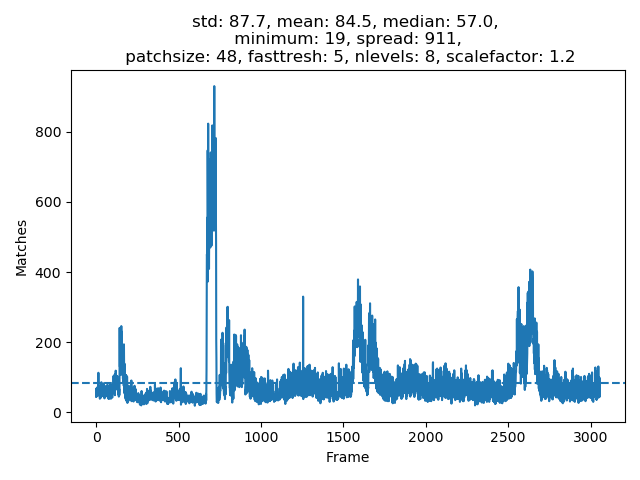 std: 87.7, mean: 84.5, median: 57.0,
minimum: 19, spread: 911,
patchsize: 48, fasttresh: 5, nlevels: 8, scalefactor: 1.2
800
600
400
200
0
Matches
0 500 1000 1500 2000 2500 3000
Frame